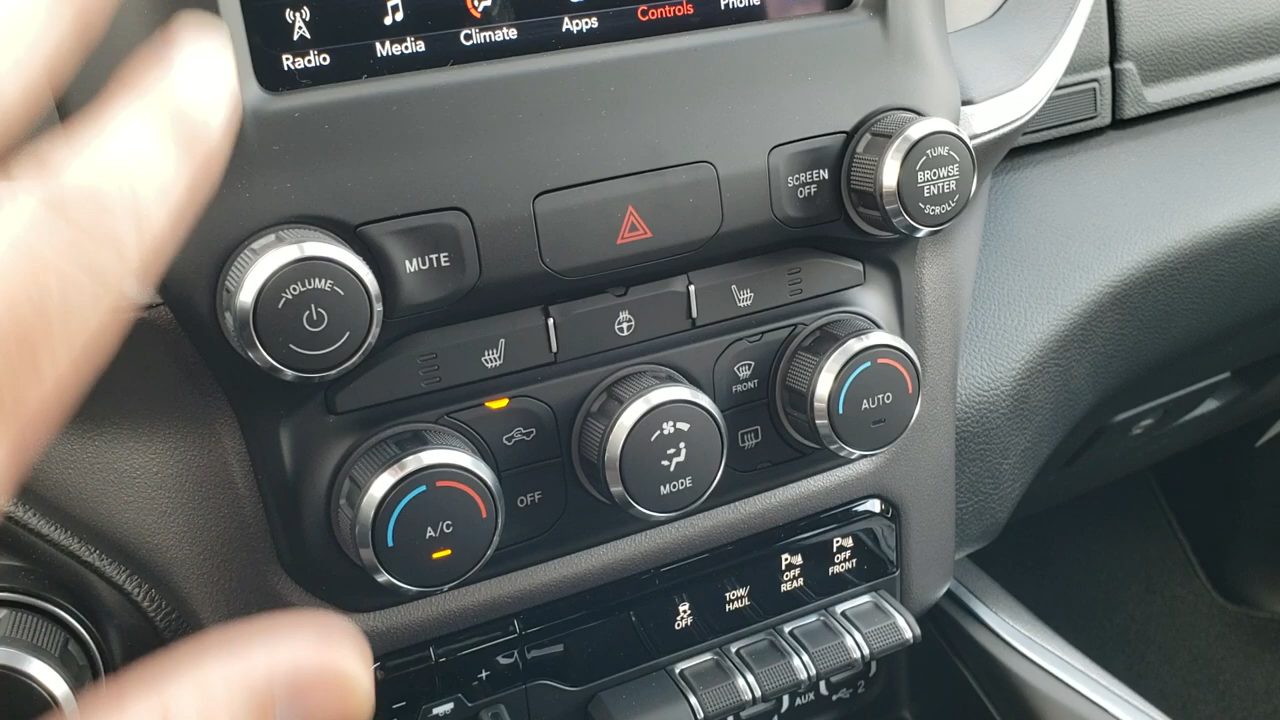 Radio
Media
Climate
Apps
Controls
Phone
SCREEN
OFF
TUNE
BROWSE
ENTER
SCROLL
MUTE
VOLUME
FRONT
AUTO
A/C
OFF
MODE
OFF
TOW/
HAUL
P
OFF
REAR
P
OFF
FRONT
+
-
AUX
2